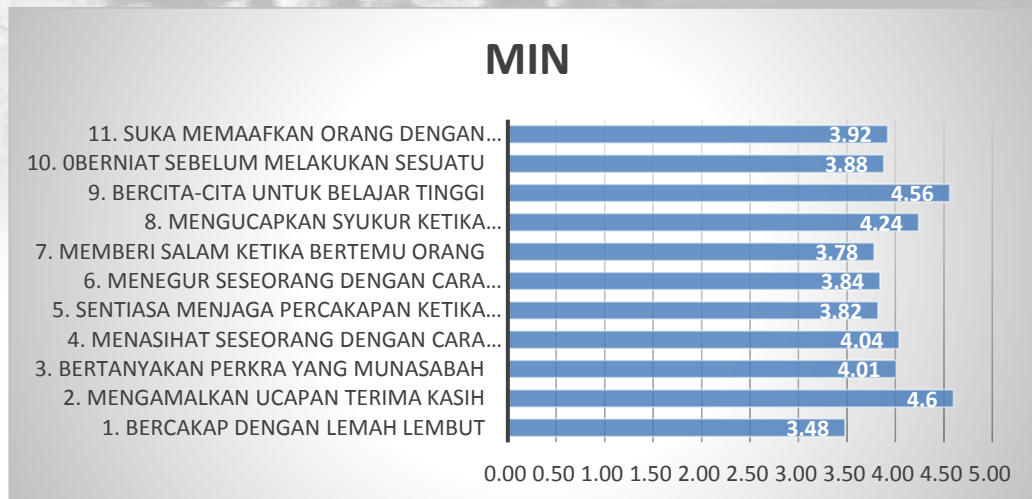 MIN
11. SUKA MEMAAFKAN ORANG DENGAN... 3.92
10. 0BERNIAT SEBELUM MELAKUKAN SESUATU 3.88
9. BERCITA-CITA UNTUK BELAJAR TINGGI 4.56
8. MENGUCAPKAN SYUKUR KETIKA... 4.24
7. MEMBERI SALAM KETIKA BERTEMU ORANG 3.78
6. MENEGUR SESEORANG DENGAN CARA... 3.84
5. SENTIASA MENJAGA PERCAKAPAN KETIKA... 3.82
4. MENASIHAT SESEORANG DENGAN CARA... 4.04
3. BERTANYAKAN PERKRA YANG MUNASABAH 4.01
2. MENGAMALKAN UCAPAN TERIMA KASIH 4.6
1. BERCAKAP DENGAN LEMAH LEMBUT 3.48
0.00 0.50 1.00 1.50 2.00 2.50 3.00 3.50 4.00 4.50 5.00